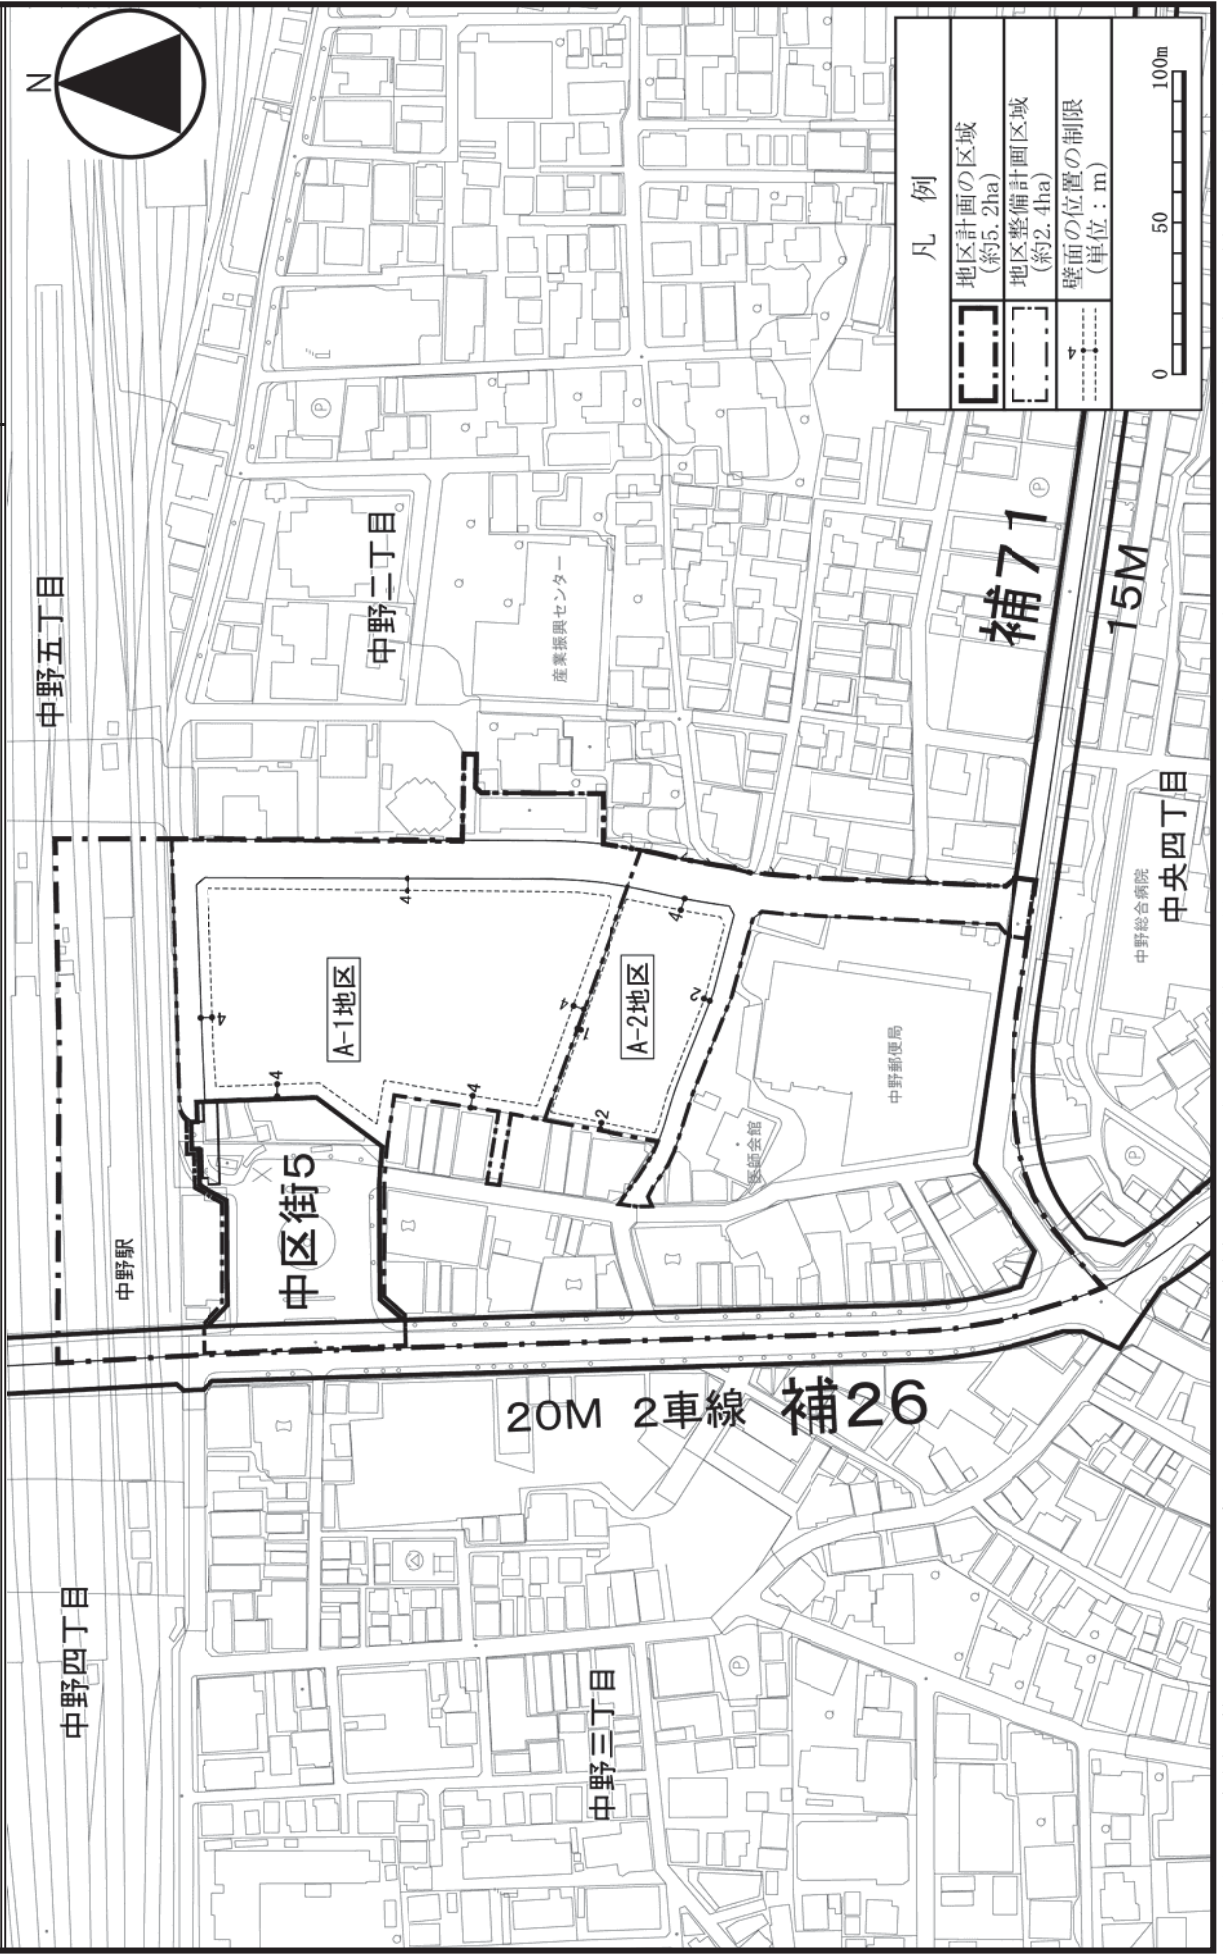 N
凡 例
地区計画の区域
(約5.2ha)
地区整備計画区域
(約2.4ha)
4
壁面の位置の制限
(単位：m)
0
50
100m
中野五丁目
中野二丁目
産業振興センター
P
P
補71
15M
中央四丁目
中野総合病院
P
A-1地区
4
4
4
4
4
1
A-2地区
4
2
2
中野郵便局
医師会館
中区街5
中野駅
20M 2車線 補26
中野四丁目
中野三丁目
P